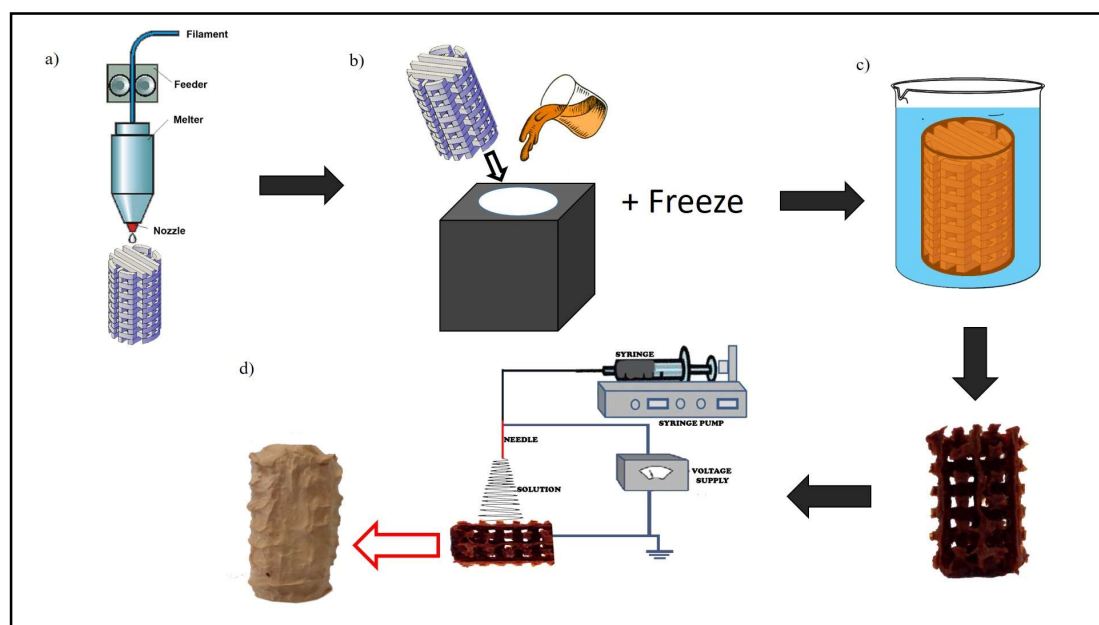 a)
Filament
Feeder
Melter
Nozzle
b)
+ Freeze
c)
d)
SYRINGE
SYRINGE PUMP
NEEDLE
VOLTAGE
SUPPLY
SOLUTION